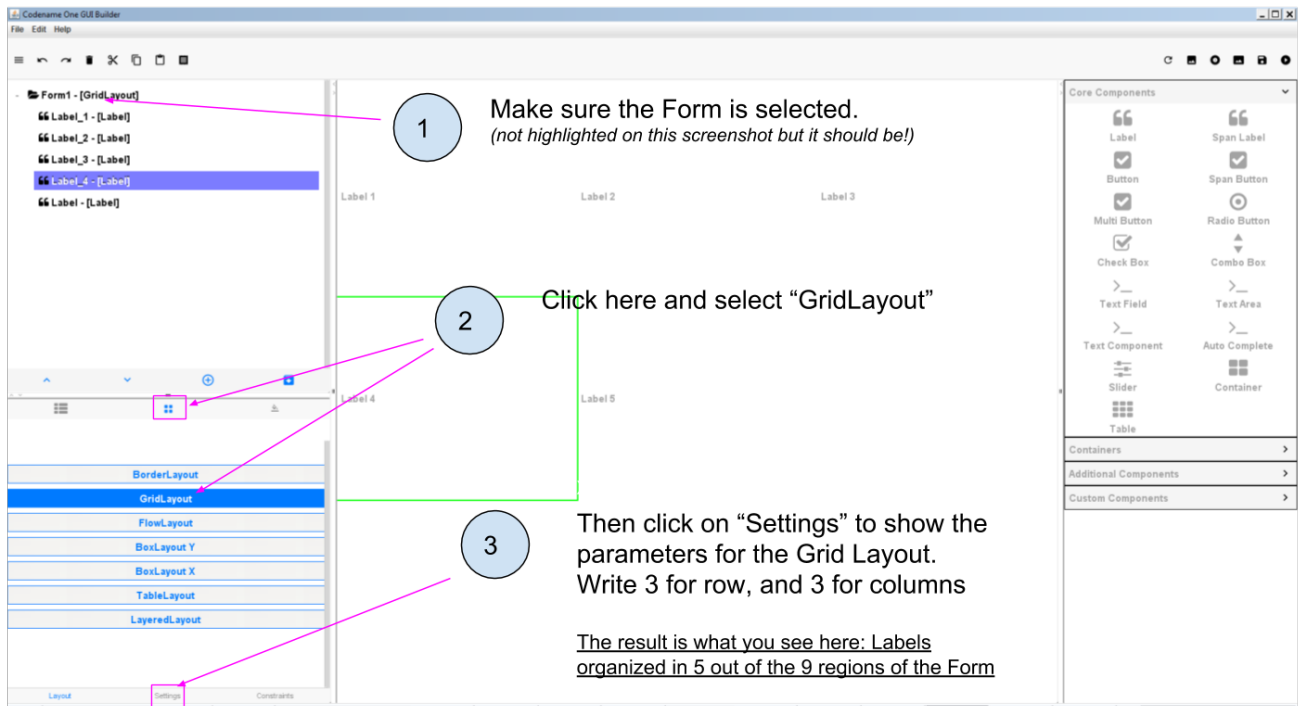 Codename One GUI Builder
File Edit Help
- Form1 - [GridLayout]
Label_1 - [Label]
Label_2 - [Label]
Label_3 - [Label]
Label_4 - [Label]
Label - [Label]
1
Make sure the Form is selected.
(not highlighted on this screenshot but it should be!)
Label 1
Label 2
Label 3
2
Click here and select “GridLayout”
Label 4
Label 5
BorderLayout
GridLayout
FlowLayout
BoxLayout Y
BoxLayout X
TableLayout
LayeredLayout
3
Then click on “Settings” to show the
parameters for the Grid Layout.
Write 3 for row, and 3 for columns
The result is what you see here: Labels
organized in 5 out of the 9 regions of the Form
Layout Settings Constraints
Core Components
Label Span Label
Button Span Button
Multi Button Radio Button
Check Box Combo Box
Text Field Text Area
Text Component Auto Complete
Slider Container
Table
Containers
Additional Components
Custom Components